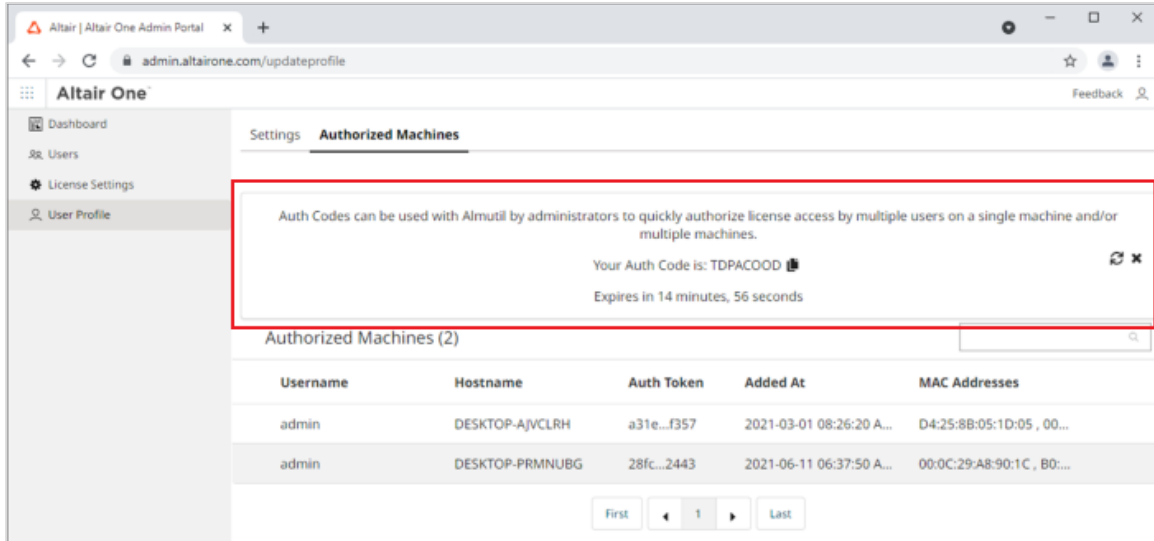 Altair | Altair One Admin Portal
admin.altairone.com/updateprofile
Altair One™
Feedback
Dashboard
Users
License Settings
User Profile
Settings Authorized Machines
Auth Codes can be used with Almutil by administrators to quickly authorize license access by multiple users on a single machine and/or
multiple machines.
Your Auth Code is: TDPACOOD
Expires in 14 minutes, 56 seconds
Authorized Machines (2)
Username Hostname Auth Token Added At MAC Addresses
admin DESKTOP-AJVCLRH a31e...f357 2021-03-01 08:26:20 A... D4:25:8B:05:1D:05 , 00...
admin DESKTOP-PRMNUBG 28fc...2443 2021-06-11 06:37:50 A... 00:0C:29:A8:90:1C , B0:...
First 1 Last